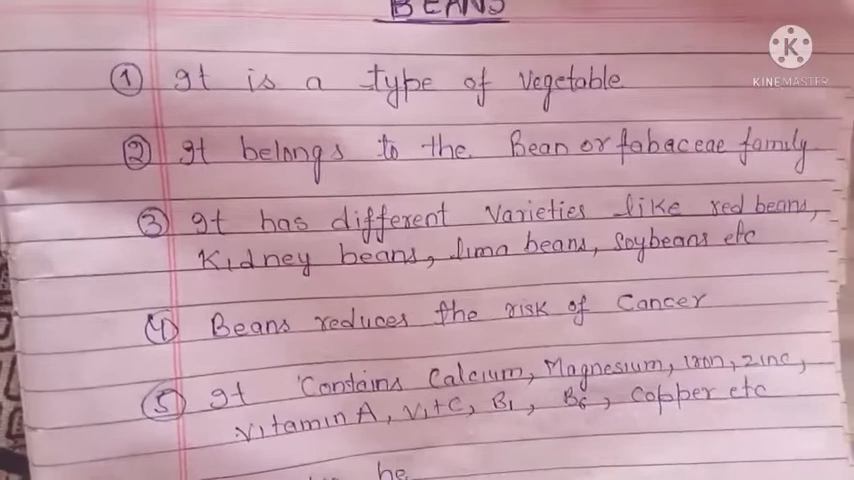 BEANS
① It is a type of Vegetable
② It belongs to the Bean or fabaceae family
③ It has different varieties like red beans,
Kidney beans, lima beans, Soybeans etc
④ Beans reduces the risk of Cancer
⑤ It Contains Calcium, Magnesium, iron, zinc,
Vitamin A, Vit C, B1, B6, Copper etc
be
K
KINEMASTER